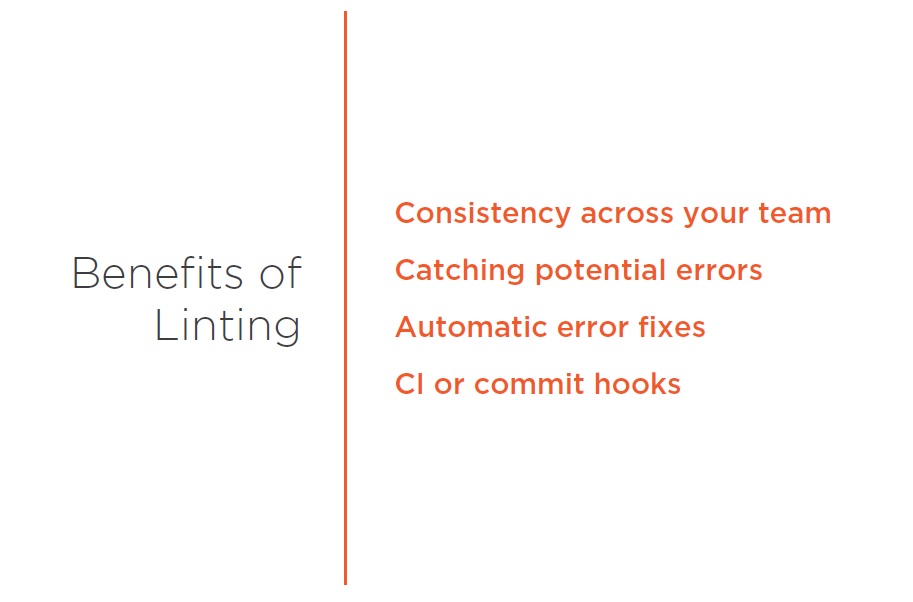 Benefits of
Linting
Consistency across your team
Catching potential errors
Automatic error fixes
CI or commit hooks